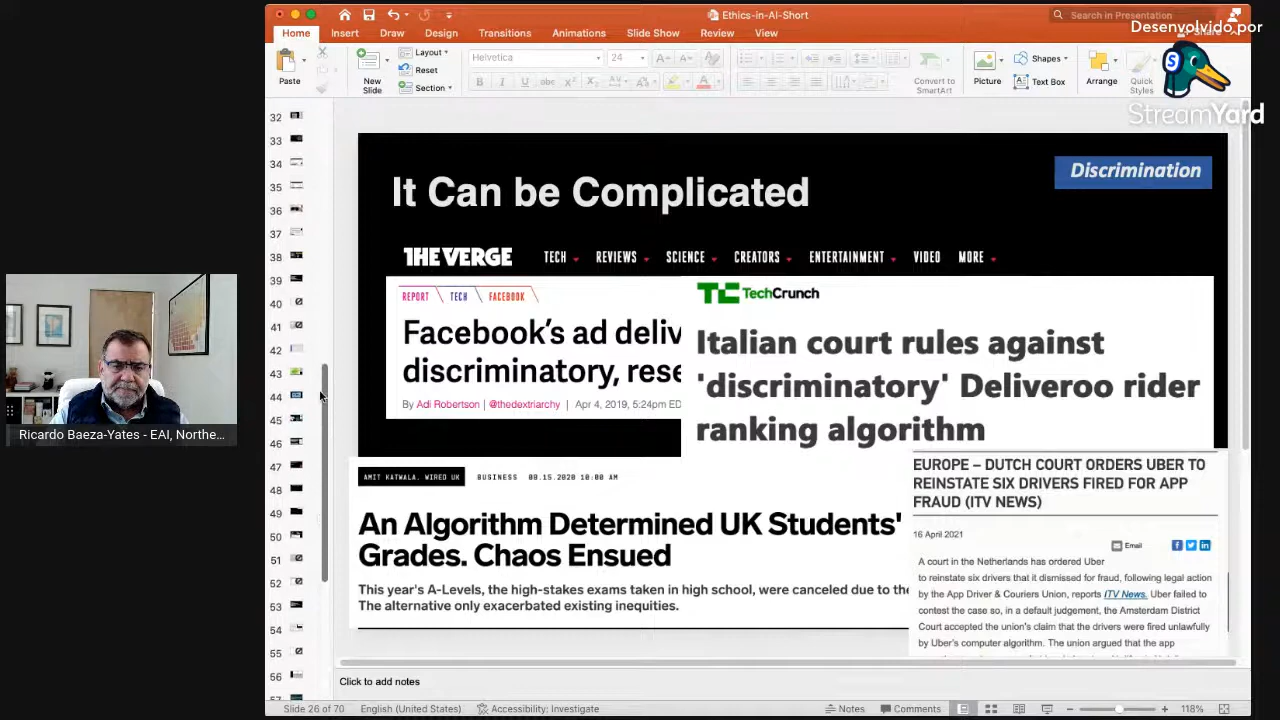 Ethics-in-AI-Short
Search in Presentation
Desenvolvido por
StreamYard
Home
Insert
Draw
Design
Transitions
Animations
Slide Show
Review
View
Paste
New
Slide
Layout
Reset
Section
Helvetica
24
Convert to
SmartArt
Picture
Shapes
Text Box
Arrange
Quick
Styles
32
33
34
35
36
37
38
39
40
41
42
43
44
45
46
47
48
49
50
51
52
53
54
55
56
57
It Can be Complicated
Discrimination
THE VERGE
TECH
REVIEWS
SCIENCE
CREATORS
ENTERTAINMENT
VIDEO
MORE
REPORT
TECH
FACEBOOK
Facebook's ad deliv
discriminatory, rese
By Adi Robertson | @thedextriarchy | Apr 4, 2019, 5:24pm ED
TechCrunch
Italian court rules against
'discriminatory' Deliveroo rider
ranking algorithm
AMIT KATWALA, WIRED UK
BUSINESS
08.15.2020 10:00 AM
An Algorithm Determined UK Students'
Grades. Chaos Ensued
This year's A-Levels, the high-stakes exams taken in high school, were canceled due to the
The alternative only exacerbated existing inequities.
EUROPE – DUTCH COURT ORDERS UBER TO
REINSTATE SIX DRIVERS FIRED FOR APP
FRAUD (ITV NEWS)
16 April 2021
Email
A court in the Netherlands has ordered Uber
to reinstate six drivers that it dismissed for fraud, following legal action
by the App Driver & Couriers Union, reports ITV News. Uber failed to
contest the case so, in a default judgement, the Amsterdam District
Court accepted the union's claim that the drivers were fired unlawfully
by Uber's computer algorithm. The union argued that the app
Ricardo Baeza-Yates - EAI, Northe...
Click to add notes
Slide 26 of 70
English (United States)
Accessibility: Investigate
Notes
Comments
118%